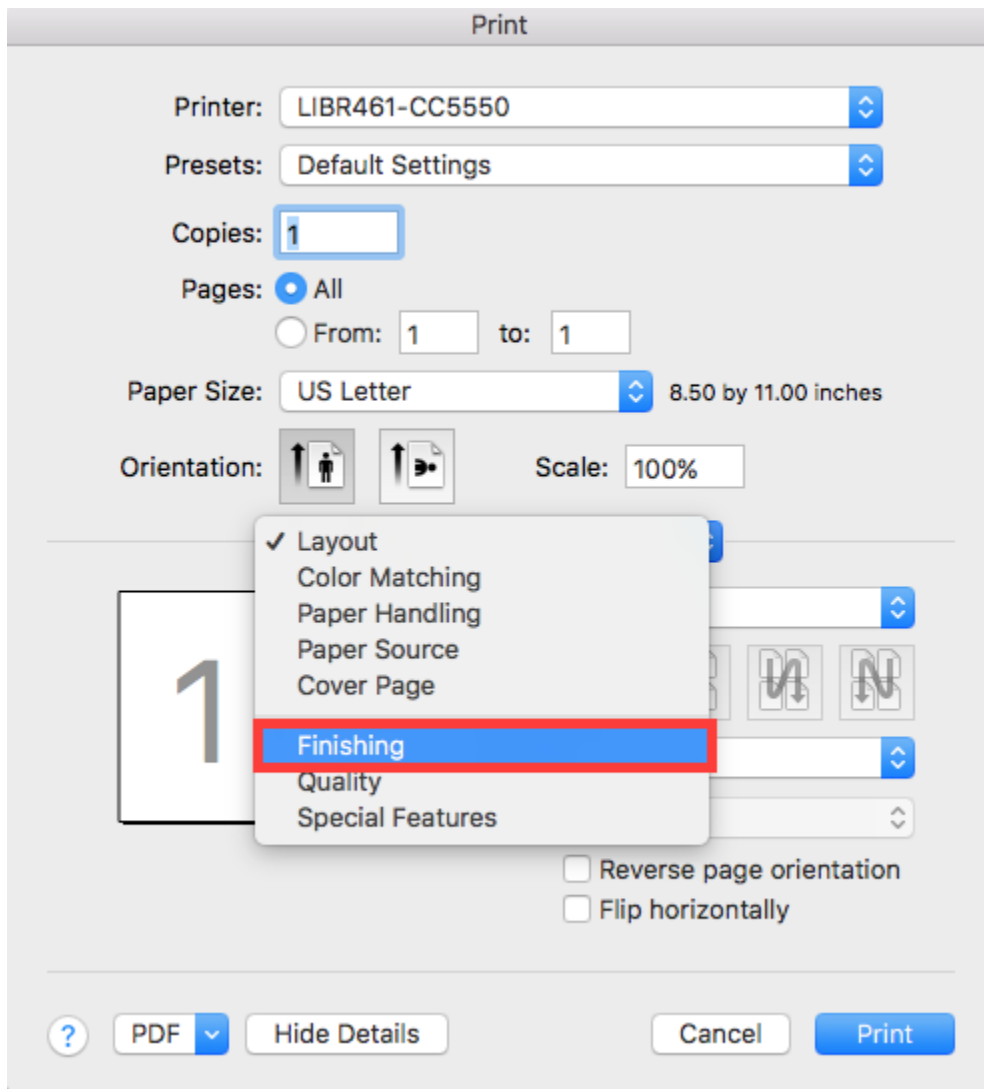 Print
Printer: LIBR461-CC5550
Presets: Default Settings
Copies: 1
Pages: All
From: 1 to: 1
Paper Size: US Letter 8.50 by 11.00 inches
Orientation: Scale: 100%
✓ Layout
Color Matching
Paper Handling
Paper Source
Cover Page
1
Finishing
Quality
Special Features
Reverse page orientation
Flip horizontally
? PDF Hide Details Cancel Print